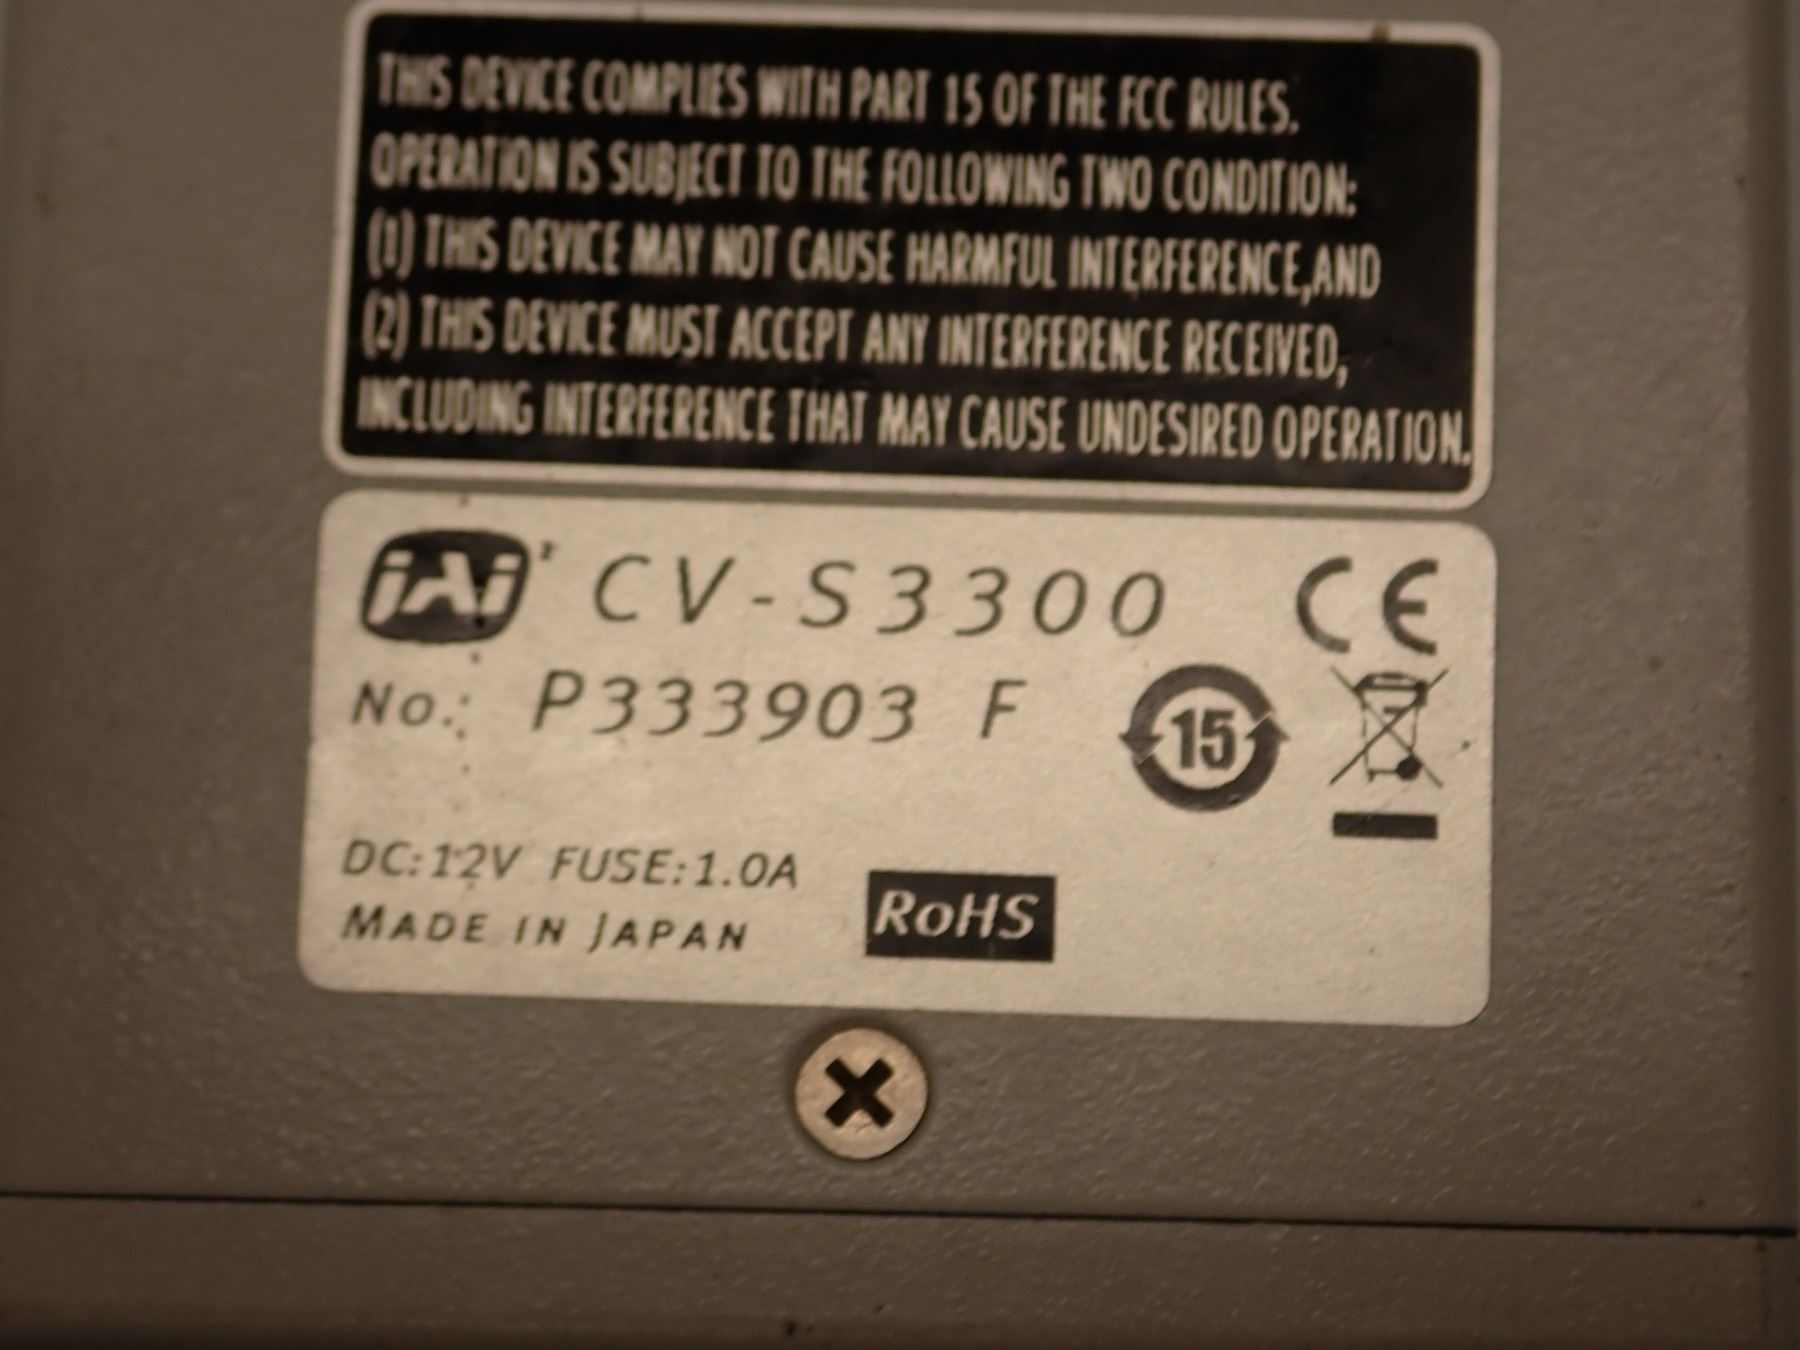 THIS DEVICE COMPLIES WITH PART 15 OF THE FCC RULES.
OPERATION IS SUBJECT TO THE FOLLOWING TWO CONDITION:
(1) THIS DEVICE MAY NOT CAUSE HARMFUL INTERFERENCE,AND
(2) THIS DEVICE MUST ACCEPT ANY INTERFERENCE RECEIVED,
INCLUDING INTERFERENCE THAT MAY CAUSE UNDESIRED OPERATION.
JAi CV-S3300 CE
No.: P333903 F
15
DC:12V FUSE:1.0A
MADE IN JAPAN
RoHS